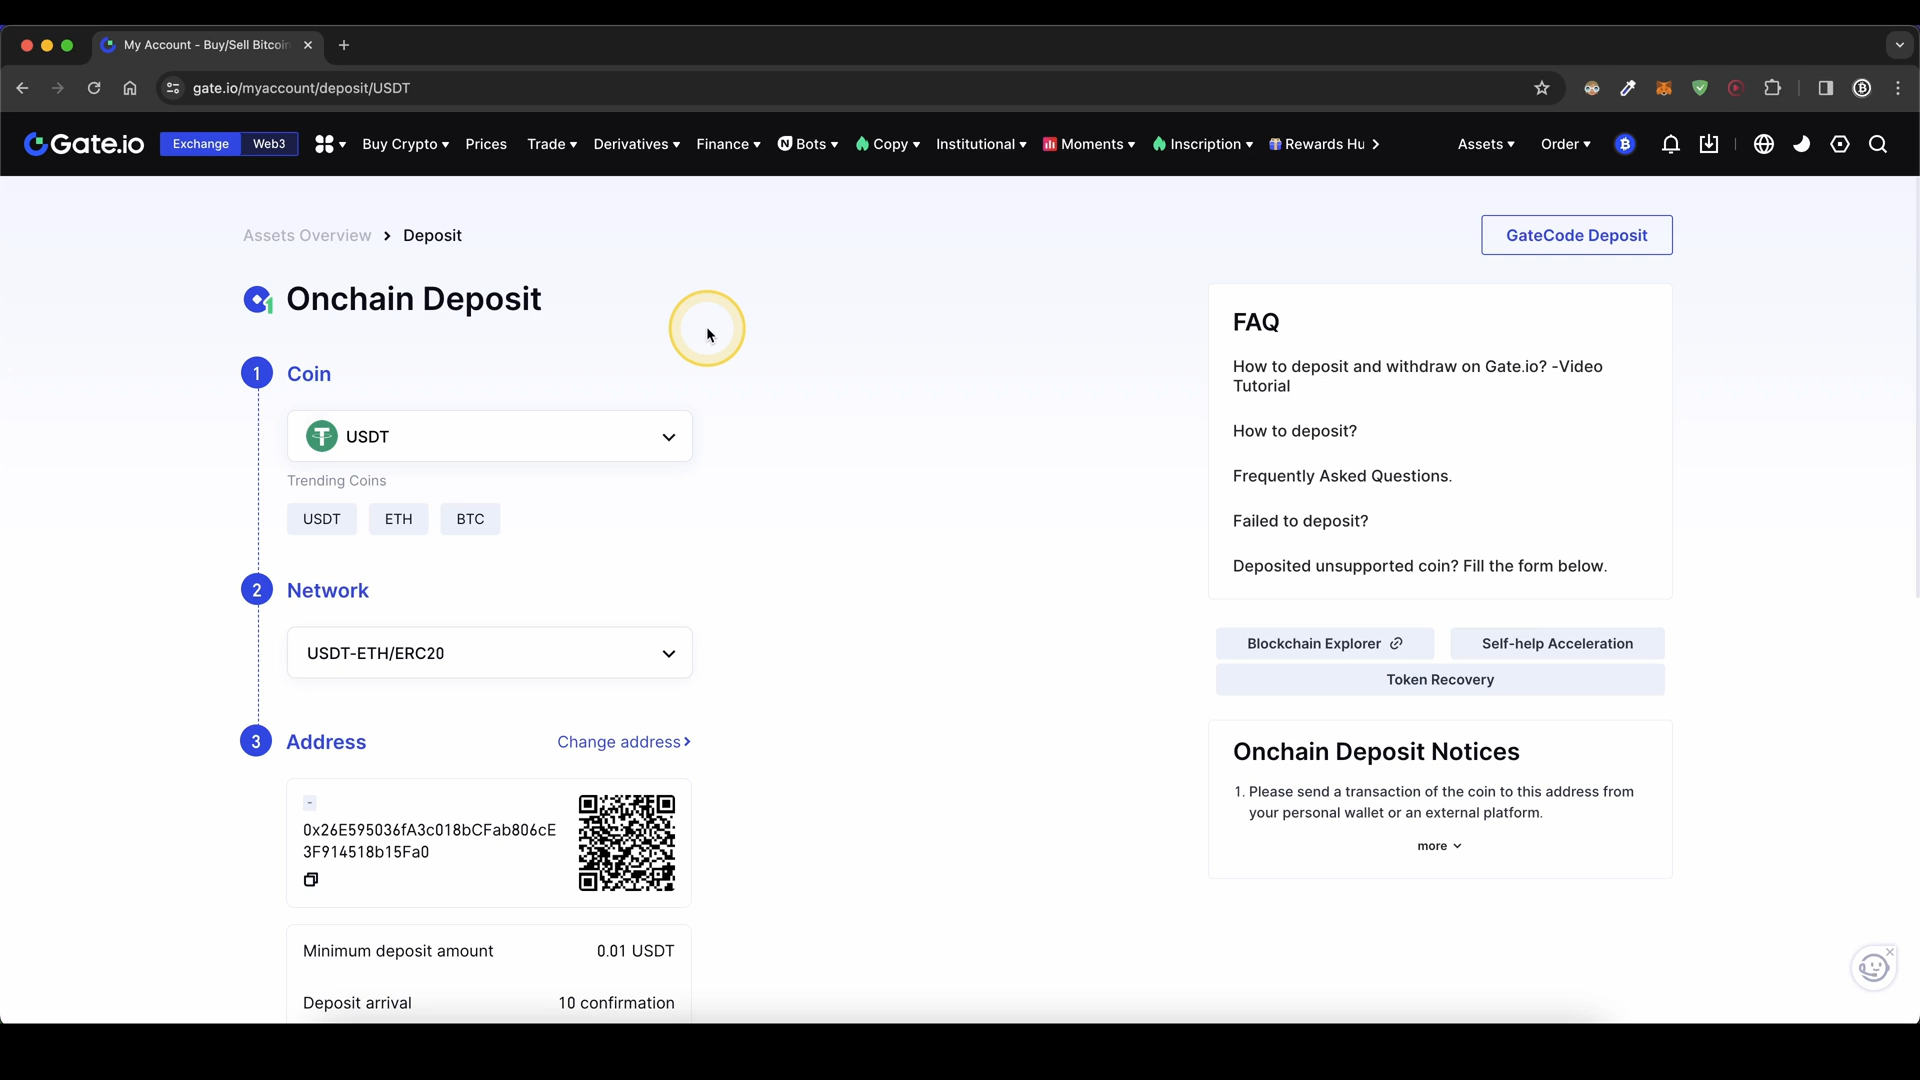 My Account - Buy/Sell Bitcoin
gate.io/myaccount/deposit/USDT
Gate.io
Exchange
Web3
Buy Crypto
Prices
Trade
Derivatives
Finance
Bots
Copy
Institutional
Moments
Inscription
Rewards Hu
Assets
Order
Assets Overview > Deposit
GateCode Deposit
Onchain Deposit
1 Coin
USDT
Trending Coins
USDT
ETH
BTC
2 Network
USDT-ETH/ERC20
3 Address
Change address >
-
0x26E595036fA3c018bCFab806cE
3F914518b15Fa0
Minimum deposit amount
0.01 USDT
Deposit arrival
10 confirmation
FAQ
How to deposit and withdraw on Gate.io? -Video
Tutorial
How to deposit?
Frequently Asked Questions.
Failed to deposit?
Deposited unsupported coin? Fill the form below.
Blockchain Explorer
Self-help Acceleration
Token Recovery
Onchain Deposit Notices
1. Please send a transaction of the coin to this address from
your personal wallet or an external platform.
more